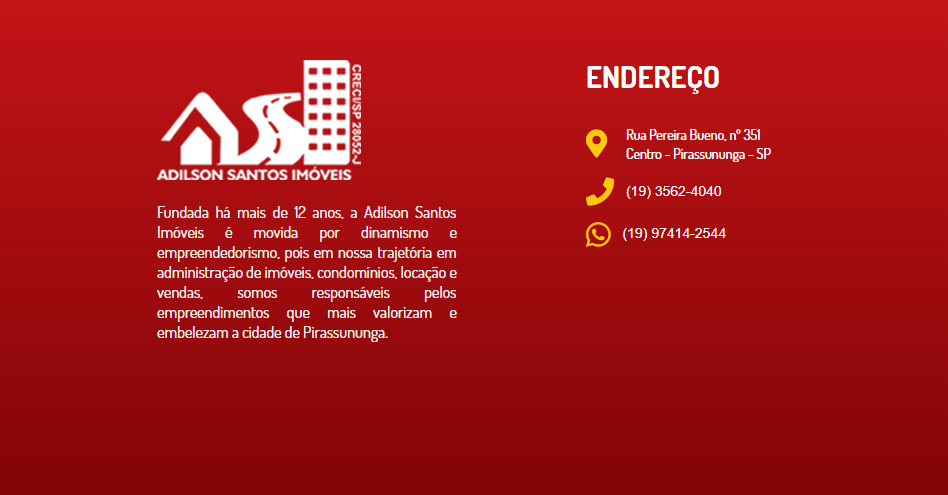 CRECI/SP 28052-J
ADILSON SANTOS IMÓVEIS
Fundada há mais de 12 anos, a Adilson Santos
Imóveis é movida por dinamismo e
empreendedorismo, pois em nossa trajetória em
administração de imóveis, condomínios, locação e
vendas, somos responsáveis pelos
empreendimentos que mais valorizam e
embelezam a cidade de Pirassununga.
ENDEREÇO
Rua Pereira Bueno, nº 351
Centro - Pirassununga - SP
(19) 3562-4040
(19) 97414-2544